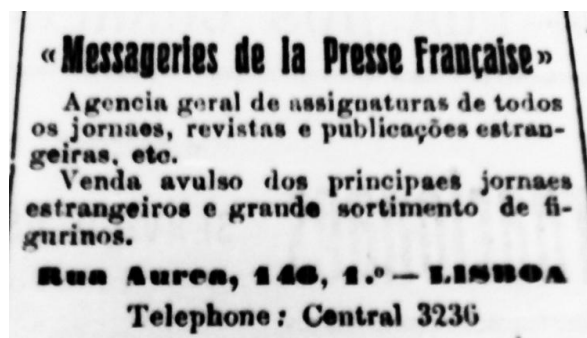 «Messageries de la Presse Française»
Agencia geral de assignaturas de todos
os jornaes, revistas e publicações estran-
geiras, etc.
Venda avulso dos principaes jornaes
estrangeiros e grande sortimento de fi-
gurinos.
Rua Aurea, 146, 1.º — LISBOA
Telephone: Central 3236